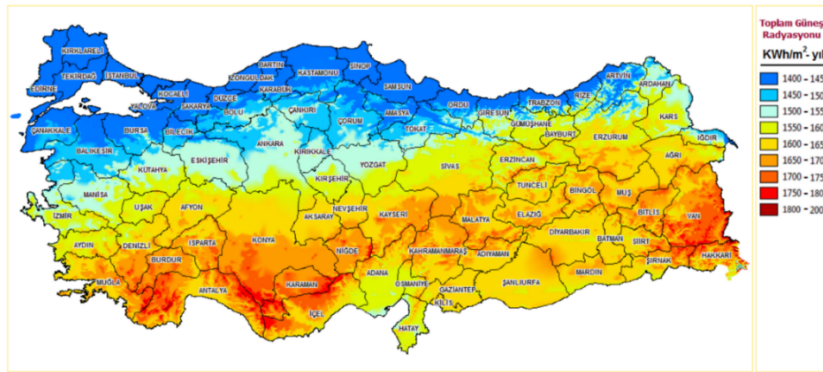 KIRKLARELİ
EDİRNE
TEKİRDAĞ
İSTANBUL
KOCAELİ
YALOVA
SAKARYA
DÜZCE
ZONGULDAK
BARTIN
KARABÜK
KASTAMONU
SİNOP
SAMSUN
ORDU
GİRESUN
TRABZON
RİZE
ARTVİN
ARDAHAN
KARS
IĞDIR
ÇANAKKALE
BALIKESİR
BURSA
BİLECİK
BOLU
ÇANKIRI
ÇORUM
AMASYA
TOKAT
GÜMÜŞHANE
BAYBURT
ERZURUM
AĞRI
KÜTAHYA
ESKİŞEHİR
ANKARA
KIRIKKALE
YOZGAT
SİVAS
ERZİNCAN
TUNCELİ
BİNGÖL
MUŞ
BİTLİS
VAN
MANİSA
İZMİR
UŞAK
AFYON
KIRŞEHİR
NEVŞEHİR
AKSARAY
KAYSERİ
MALATYA
ELAZIĞ
DİYARBAKIR
BATMAN
SİİRT
ŞIRNAK
HAKKARİ
AYDIN
DENİZLİ
ISPARTA
BURDUR
KONYA
NİĞDE
KAHRAMANMARAŞ
ADIYAMAN
MUĞLA
ANTALYA
KARAMAN
İÇEL
ADANA
OSMANİYE
GAZİANTEP
KİLİS
ŞANLIURFA
MARDİN
HATAY
Toplam Güneş
Radyasyonu
KWh/m²-yıl
1400 - 145
1450 - 150
1500 - 155
1550 - 160
1600 - 165
1650 - 170
1700 - 175
1750 - 180
1800 - 200